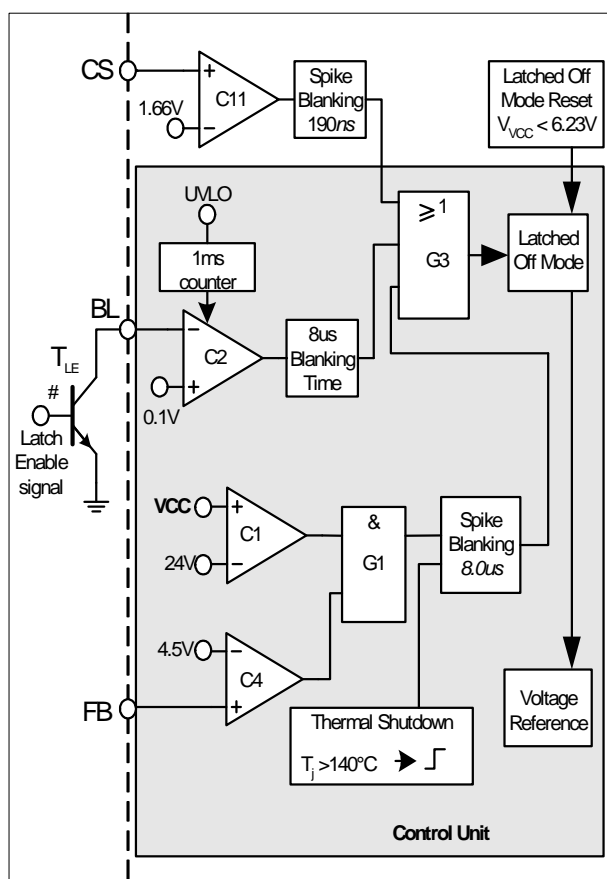 CS
+
C11
1.66V
−
Spike
Blanking
190ns
Latched Off
Mode Reset
V_VCC < 6.23V
UVLO
1ms
counter
≥1
G3
Latched
Off Mode
BL
−
C2
+
0.1V
8us
Blanking
Time
T_LE
#
Latch
Enable
signal
VCC
+
C1
24V
−
&
G1
Spike
Blanking
8.0us
4.5V
−
C4
FB
+
Thermal Shutdown
T_j >140°C
Voltage
Reference
Control Unit